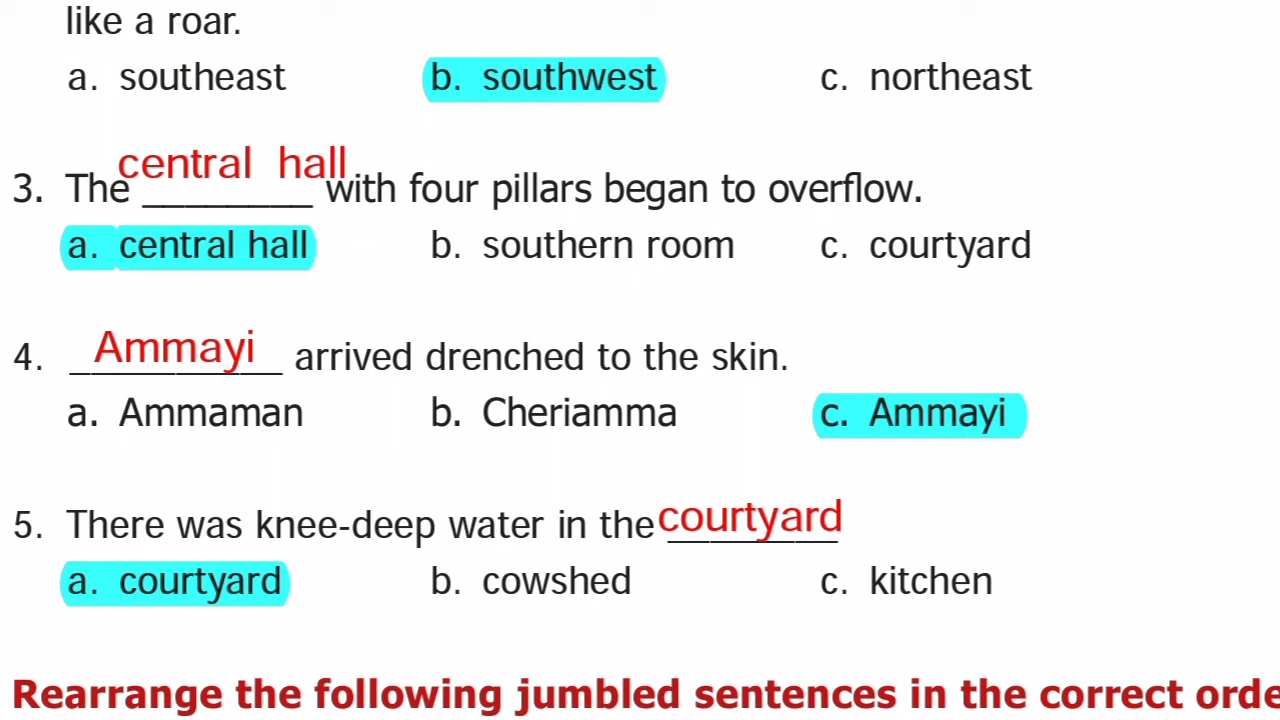 like a roar.
a. southeast b. southwest c. northeast
central hall
3. The ________ with four pillars began to overflow.
a. central hall b. southern room c. courtyard
Ammayi
4. __________ arrived drenched to the skin.
a. Ammaman b. Cheriamma c. Ammayi
5. There was knee-deep water in the courtyard
a. courtyard b. cowshed c. kitchen
Rearrange the following jumbled sentences in the correct orde